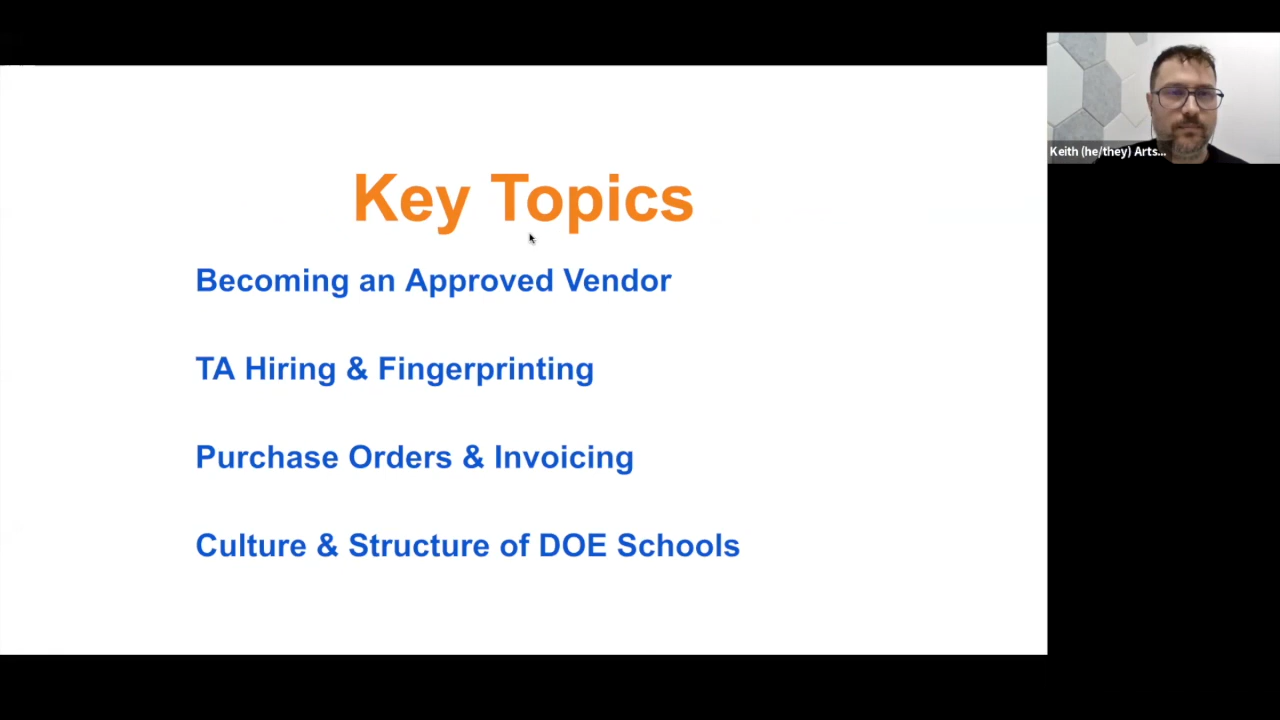 Key Topics
Becoming an Approved Vendor
TA Hiring & Fingerprinting
Purchase Orders & Invoicing
Culture & Structure of DOE Schools
Keith (he/they) Arts...